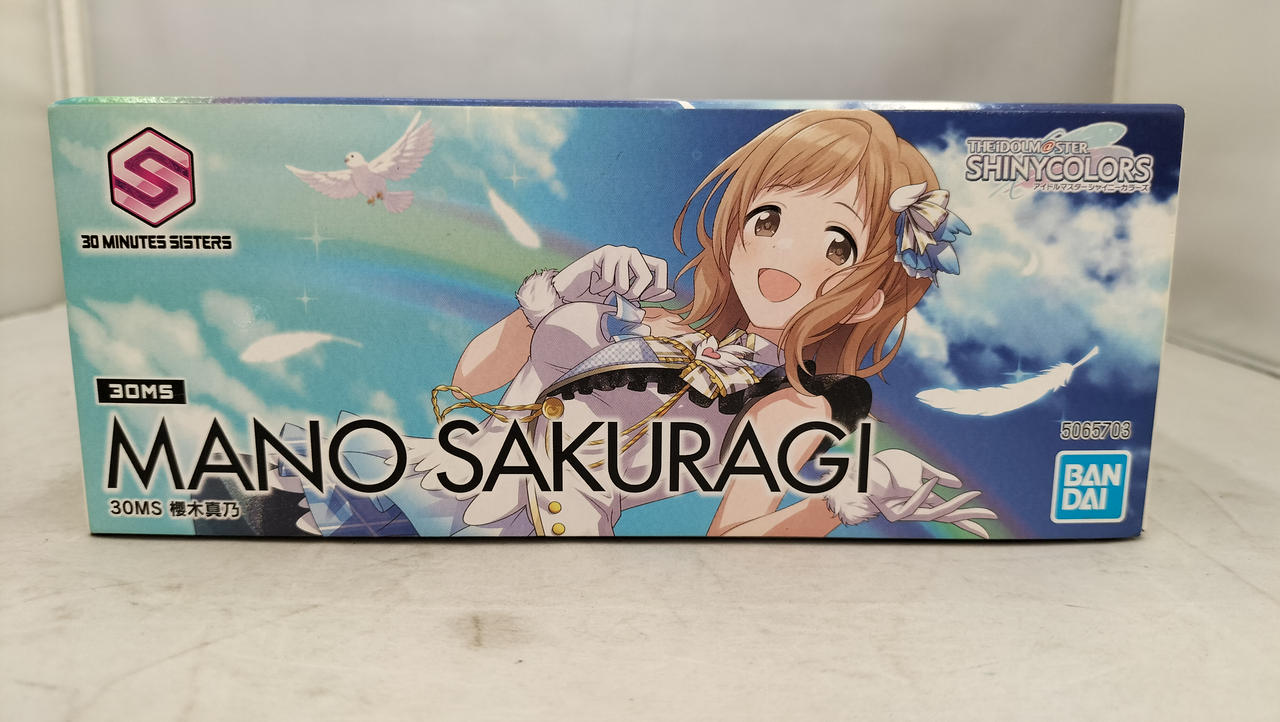 S
30 MINUTES SISTERS
THE iDOLM@STER
SHINYCOLORS
アイドルマスター シャイニーカラーズ
30MS
MANO SAKURAGI
30MS 櫻木真乃
5065703
BAN
DAI